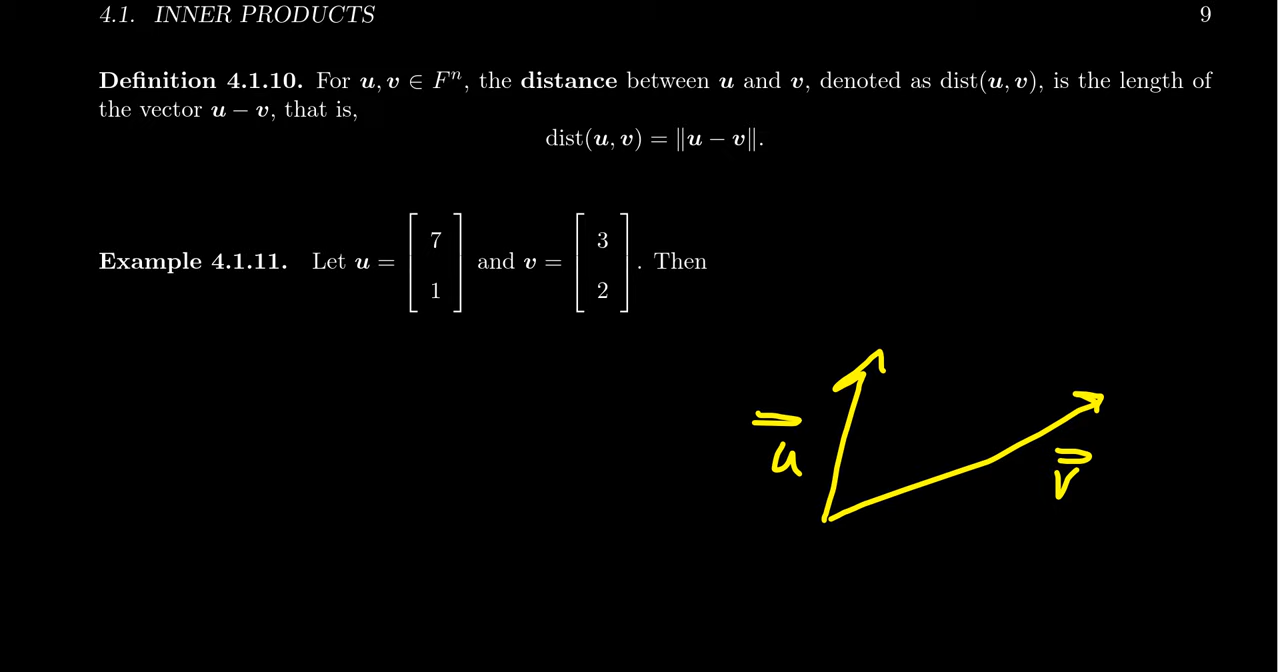 4.1. INNER PRODUCTS 9
Definition 4.1.10. For u, v ∈ Fⁿ, the distance between u and v, denoted as dist(u, v), is the length of
the vector u − v, that is,
dist(u, v) = ‖u − v‖.
Example 4.1.11. Let u = [ 7 1 ] and v = [ 3 2 ]. Then
u
v